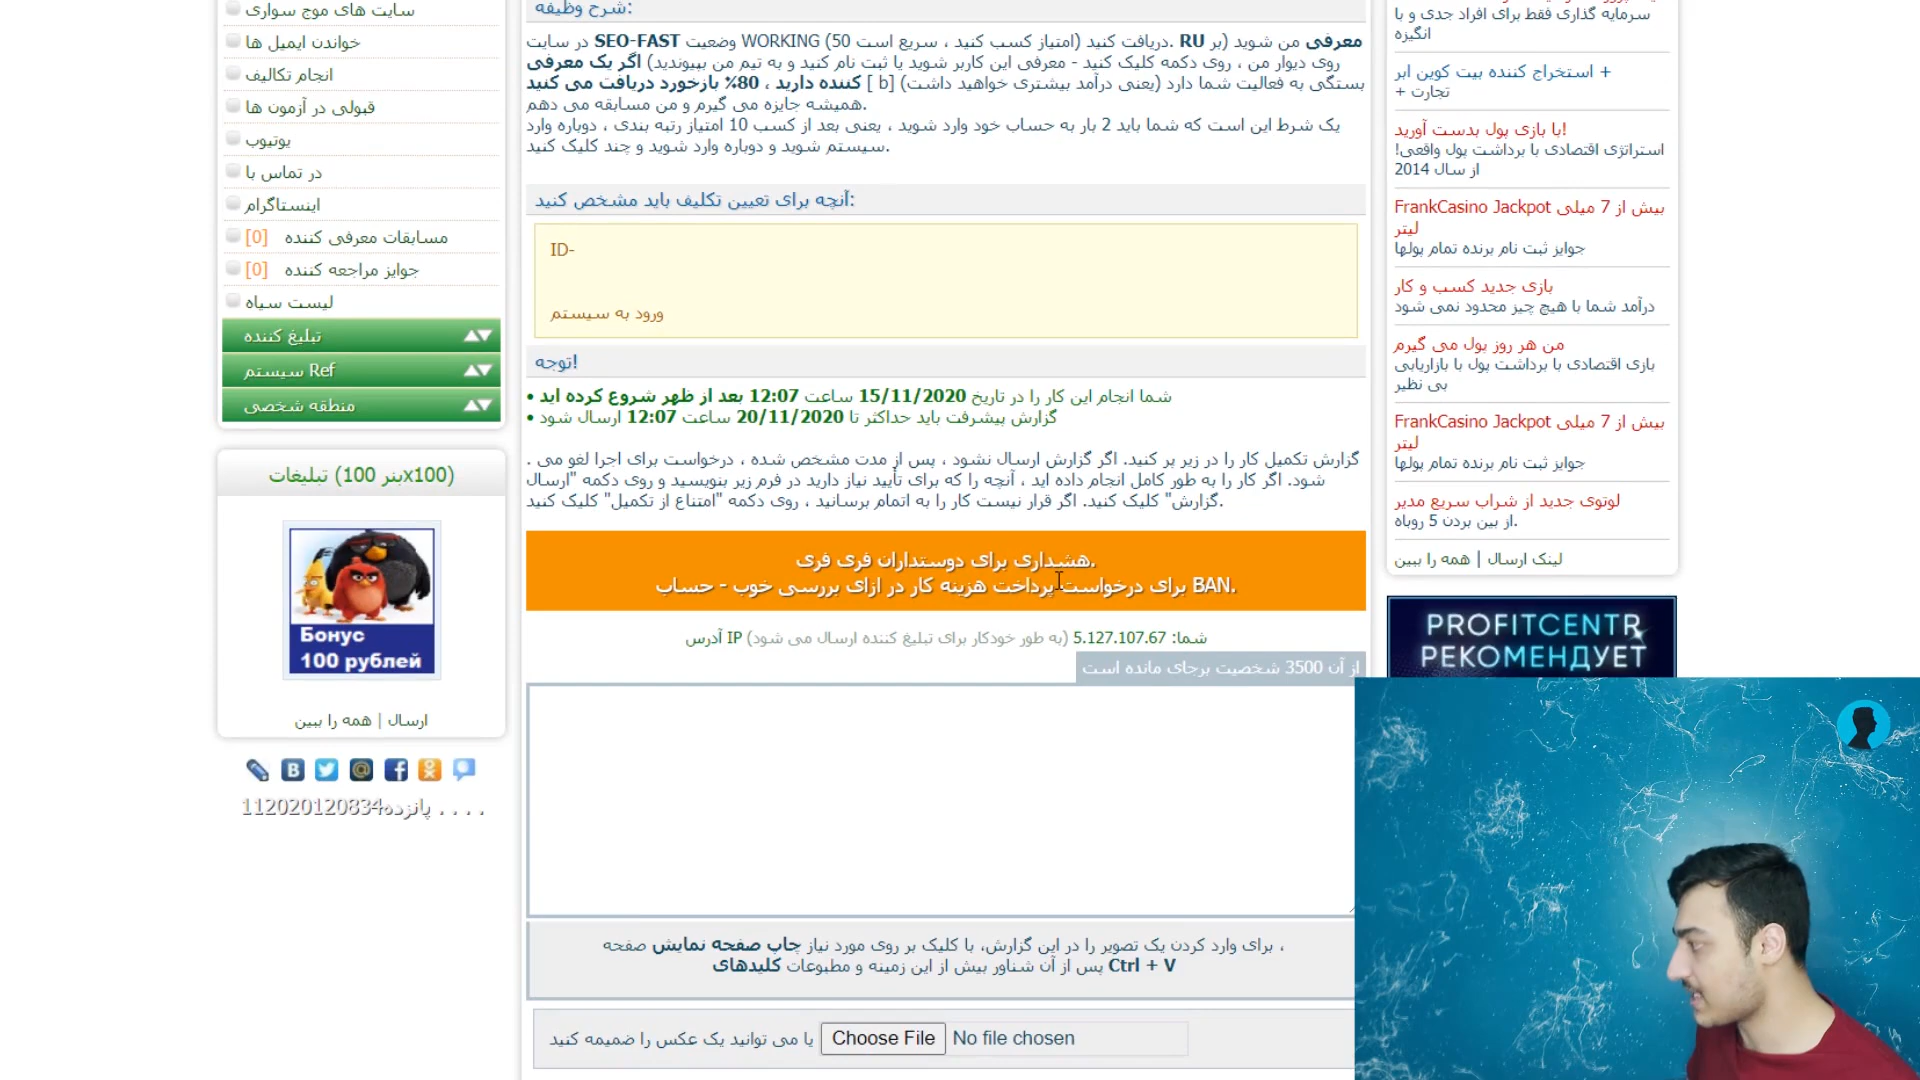 سایت های موج سواری
خواندن ایمیل ها
انجام تکالیف
قبولی در آزمون ها
یوتیوب
در تماس با
اینستاگرام
مسابقات معرفی کننده [0]
جوایز مراجعه کننده [0]
لیست سیاه
تبلیغ کننده
سیستم Ref
منطقه شخصی
تبلیغات (100 بنرx100)
Бонус
100 рублей
ارسال | همه را ببین
112020120834پانزده . . . .
شرح وظیفه:
معرفی من شوید (بر RU .دریافت کنید (امتیاز کسب کنید ، سریع است 50) WORKING وضعیت SEO-FAST در سایت
روی دیوار من ، روی دکمه کلیک کنید - معرفی این کاربر شوید یا ثبت نام کنید و به تیم من بپیوندید) اگر یک معرفی
بستگی به فعالیت شما دارد (یعنی درآمد بیشتری خواهید داشت) [ b] کننده دارید ، 80٪ بازخورد دریافت می کنید
.همیشه جایزه می گیرم و من مسابقه می دهم
یک شرط این است که شما باید 2 بار به حساب خود وارد شوید ، یعنی بعد از کسب 10 امتیاز رتبه بندی ، دوباره وارد
.سیستم شوید و دوباره وارد شوید و چند کلیک کنید
آنچه برای تعیین تکلیف باید مشخص کنید:
ID-
ورود به سیستم
توجه!
• شما انجام این کار را در تاریخ 15/11/2020 ساعت 12:07 بعد از ظهر شروع کرده اید
• گزارش پیشرفت باید حداکثر تا 20/11/2020 ساعت 12:07 ارسال شود
گزارش تکمیل کار را در زیر پر کنید. اگر گزارش ارسال نشود ، پس از مدت مشخص شده ، درخواست برای اجرا لغو می .
شود. اگر کار را به طور کامل انجام داده اید ، آنچه را که برای تأیید نیاز دارید در فرم زیر بنویسید و روی دکمه "ارسال
.گزارش" کلیک کنید. اگر قرار نیست کار را به اتمام برسانید ، روی دکمه "امتناع از تکمیل" کلیک کنید
.هشداری برای دوستداران فری فری
.BAN برای درخواست پرداخت هزینه کار در ازای بررسی خوب - حساب
شما: 5.127.107.67 (به طور خودکار برای تبلیغ کننده ارسال می شود) IP آدرس
از آن 3500 شخصیت برجای مانده است
، برای وارد کردن یک تصویر را در این گزارش، با کلیک بر روی مورد نیاز چاپ صفحه نمایش صفحه
Ctrl + V پس از آن شناور بیش از این زمینه و مطبوعات کلیدهای
یا می توانید یک عکس را ضمیمه کنید Choose File No file chosen
سرمایه گذاری فقط برای افراد جدی و با
انگیزه
+ استخراج کننده بیت کوین ابر
تجارت +
با بازی پول بدست آورید!
استراتژی اقتصادی با برداشت پول واقعی!
از سال 2014
بیش از 7 میلی FrankCasino Jackpot
لیتر
جوایز ثبت نام برنده تمام پولها
بازی جدید کسب و کار
درآمد شما با هیچ چیز محدود نمی شود
من هر روز پول می گیرم
بازی اقتصادی با برداشت پول با بازاریابی
بی نظیر
بیش از 7 میلی FrankCasino Jackpot
لیتر
جوایز ثبت نام برنده تمام پولها
لوتوی جدید از شراب سریع مدیر
.از بین بردن 5 روباه
لینک ارسال | همه را ببین
PROFITCENTR
РЕКОМЕНДУЕТ